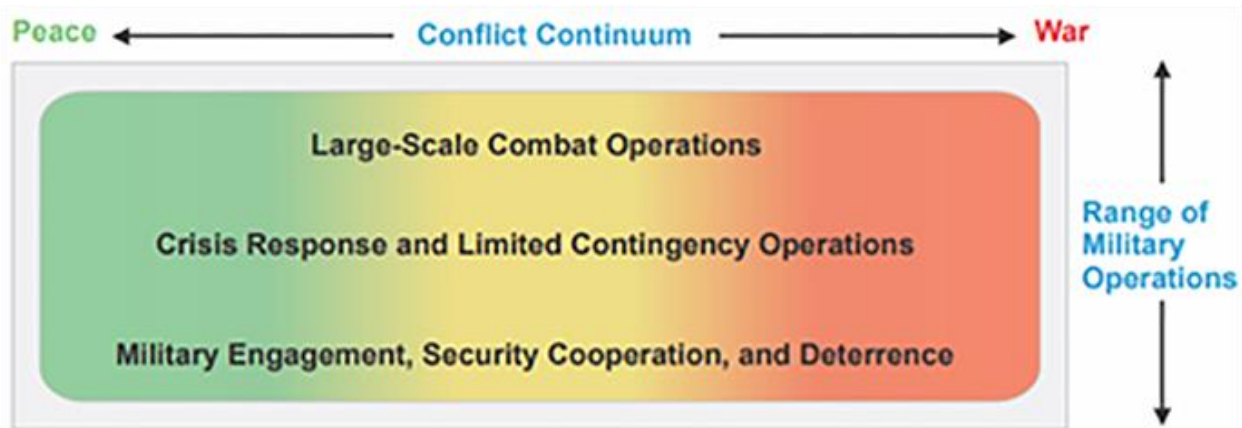 Peace Conflict Continuum War
Large-Scale Combat Operations
Crisis Response and Limited Contingency Operations
Military Engagement, Security Cooperation, and Deterrence
Range of
Military
Operations